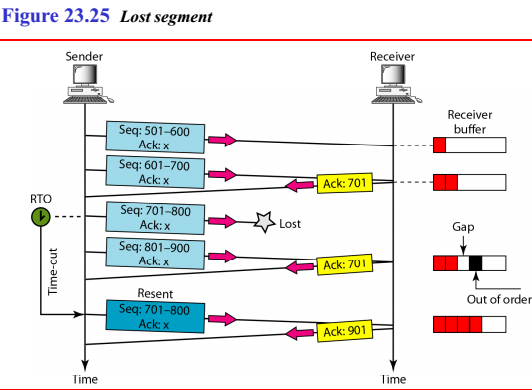 Figure 23.25 Lost segment
Sender
Receiver
Receiver
buffer
Seq: 501–600
Ack: x
Seq: 601–700
Ack: x
Ack: 701
RTO
Seq: 701–800
Ack: x
Lost
Gap
Seq: 801–900
Ack: x
Ack: 701
Time-cut
Out of order
Resent
Seq: 701–800
Ack: x
Ack: 901
Time
Time